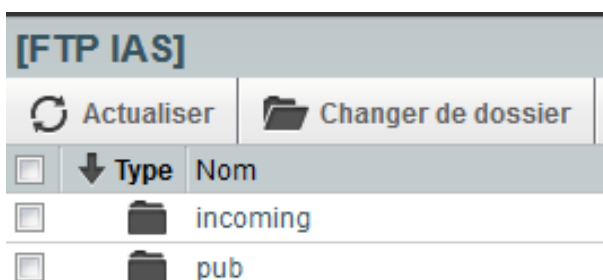 [FTP IAS]
Actualiser Changer de dossier
Type Nom
incoming
pub